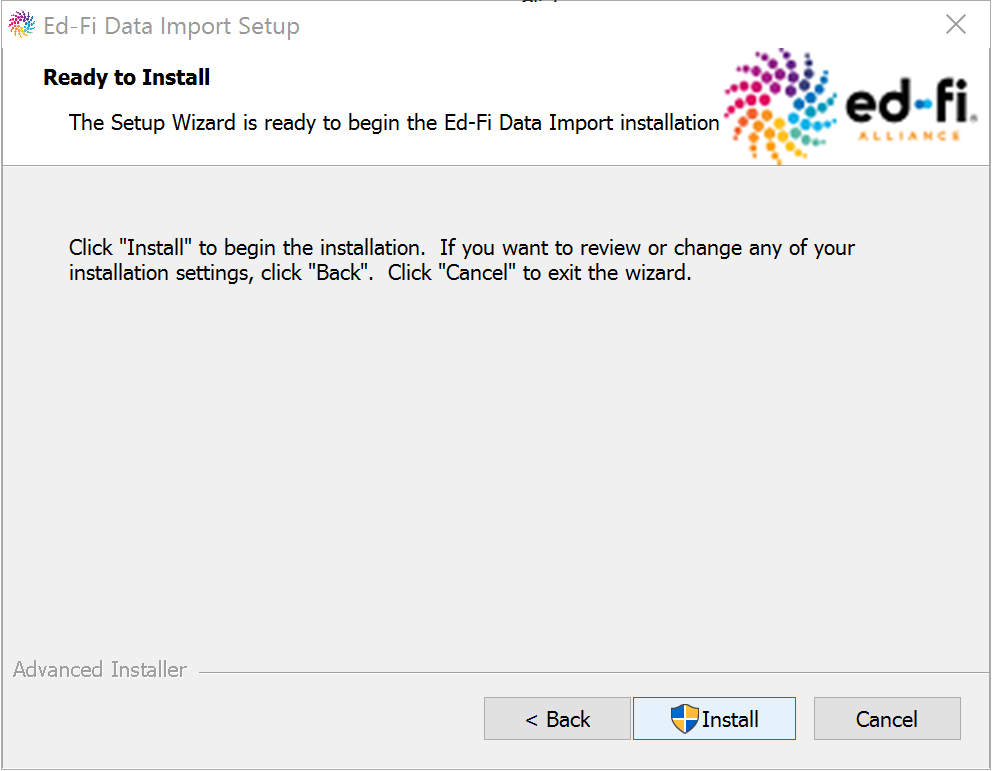 Ed-Fi Data Import Setup
Ready to Install
The Setup Wizard is ready to begin the Ed-Fi Data Import installation
ed-fi®
ALLIANCE
Click "Install" to begin the installation.  If you want to review or change any of your
installation settings, click "Back".  Click "Cancel" to exit the wizard.
Advanced Installer
< Back
Install
Cancel